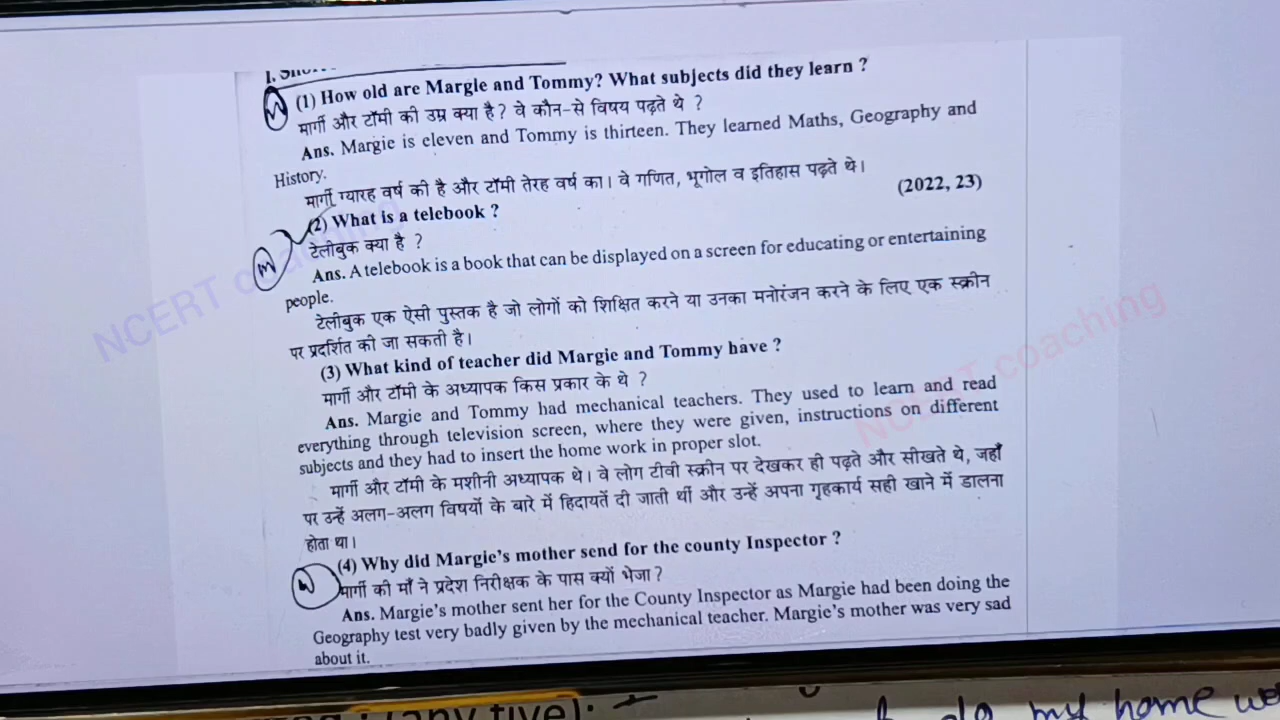 (1) How old are Margie and Tommy? What subjects did they learn ?
मार्गी और टॉमी की उम्र क्या है? वे कौन-से विषय पढ़ते थे ?
Ans. Margie is eleven and Tommy is thirteen. They learned Maths, Geography and
History.
मार्गी ग्यारह वर्ष की है और टॉमी तेरह वर्ष का। वे गणित, भूगोल व इतिहास पढ़ते थे।
(2022, 23)
(2) What is a telebook ?
टेलीबुक क्या है ?
Ans. A telebook is a book that can be displayed on a screen for educating or entertaining
people.
टेलीबुक एक ऐसी पुस्तक है जो लोगों को शिक्षित करने या उनका मनोरंजन करने के लिए एक स्क्रीन
पर प्रदर्शित की जा सकती है।
(3) What kind of teacher did Margie and Tommy have ?
मार्गी और टॉमी के अध्यापक किस प्रकार के थे ?
Ans. Margie and Tommy had mechanical teachers. They used to learn and read
everything through television screen, where they were given, instructions on different
subjects and they had to insert the home work in proper slot.
मार्गी और टॉमी के मशीनी अध्यापक थे। वे लोग टीवी स्क्रीन पर देखकर ही पढ़ते और सीखते थे, जहाँ
पर उन्हें अलग-अलग विषयों के बारे में हिदायतें दी जाती थीं और उन्हें अपना गृहकार्य सही खाने में डालना
होता था।
(4) Why did Margie's mother send for the county Inspector ?
मार्गी की माँ ने प्रदेश निरीक्षक के पास क्यों भेजा ?
Ans. Margie's mother sent her for the County Inspector as Margie had been doing the
Geography test very badly given by the mechanical teacher. Margie's mother was very sad
about it.
NCERT coaching
NCERT coaching
(any five):
do my home